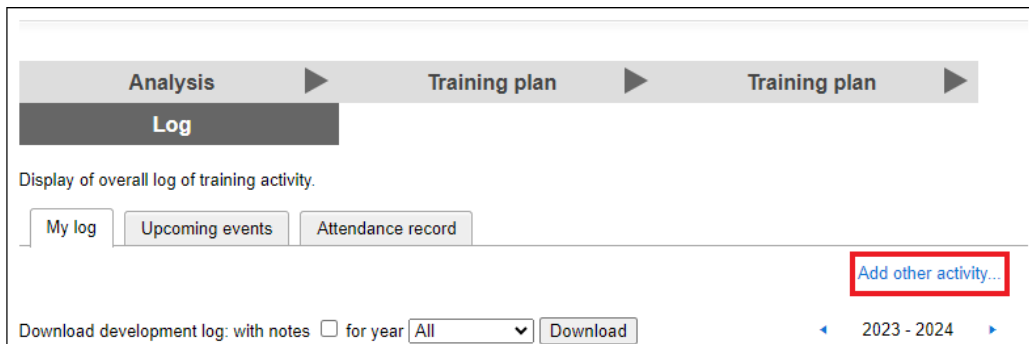 Analysis Training plan Training plan
Log
Display of overall log of training activity.
My log Upcoming events Attendance record
Add other activity...
Download development log: with notes for year All Download 2023 - 2024